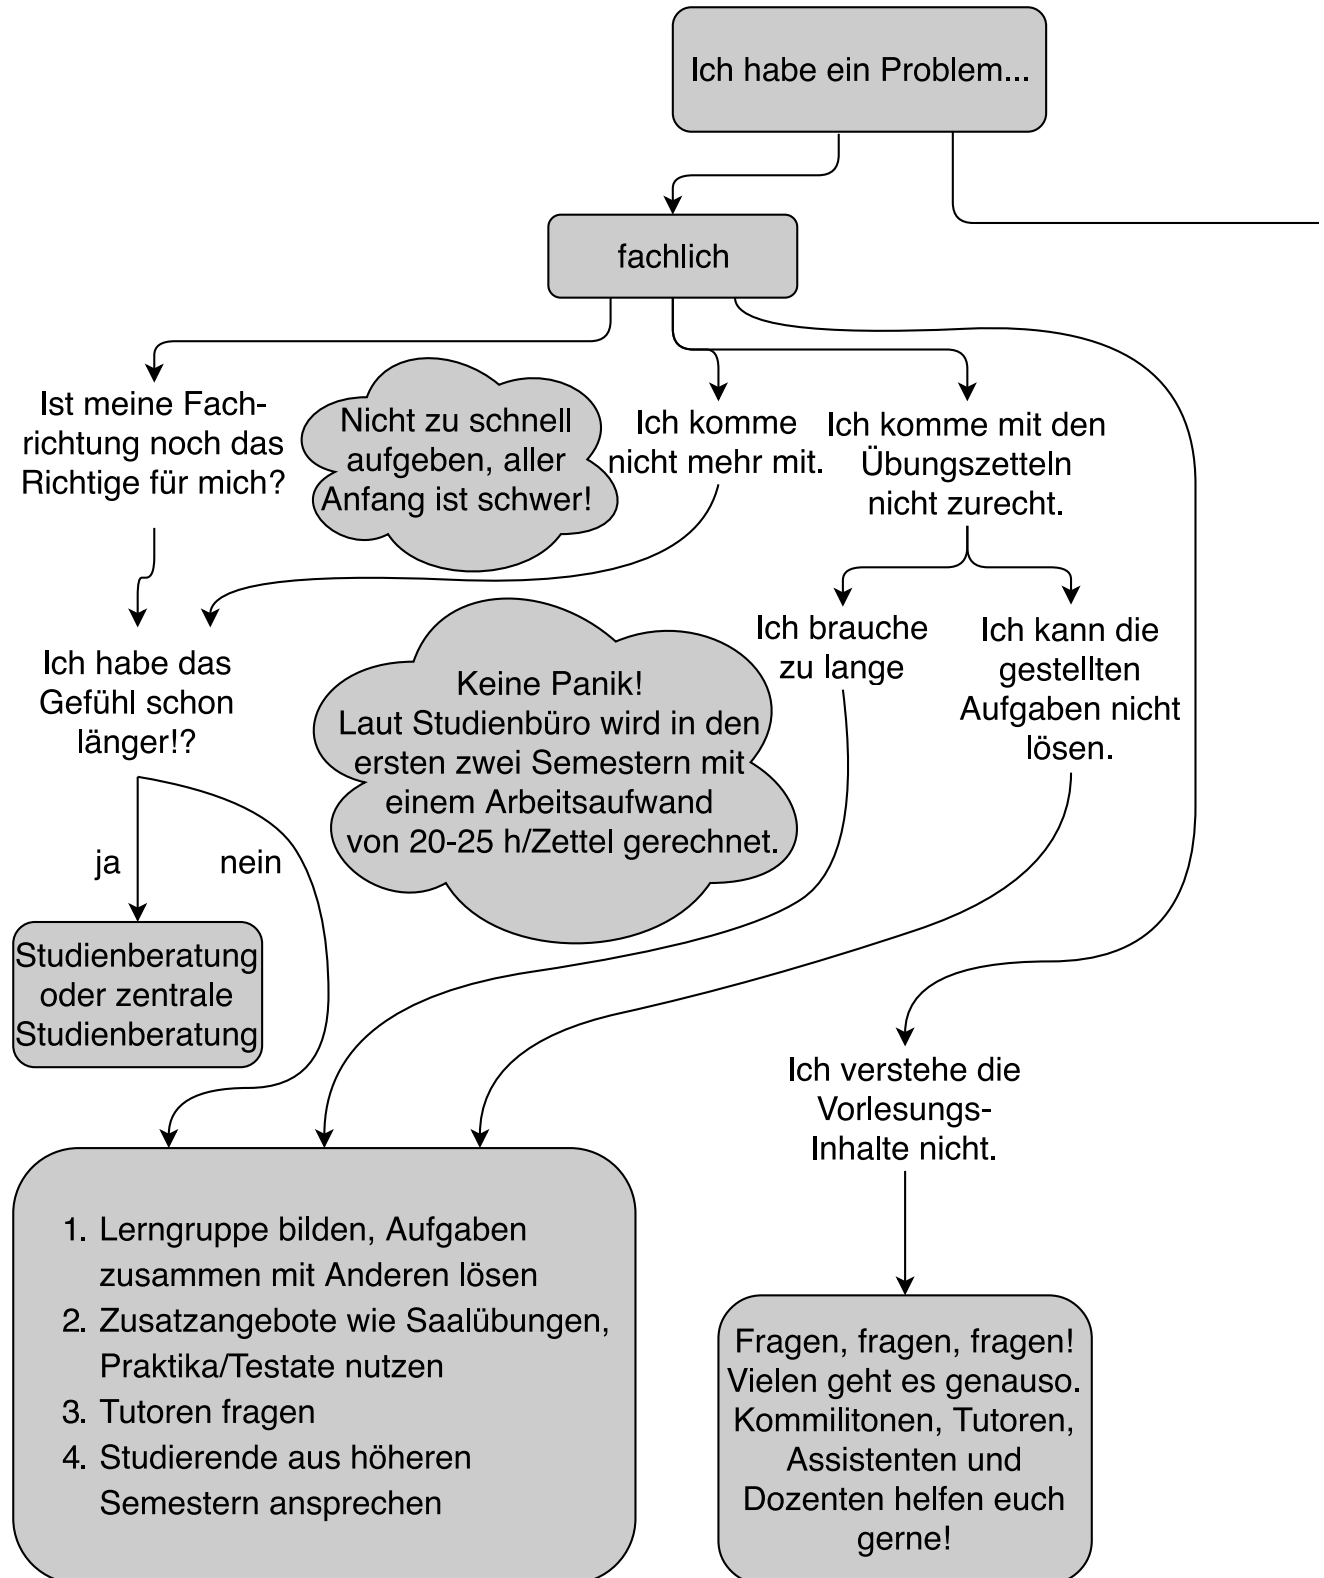 Ich habe ein Problem...
fachlich
Ist meine Fach-
richtung noch das
Richtige für mich?
Nicht zu schnell
aufgeben, aller
Anfang ist schwer!
Ich komme
nicht mehr mit.
Ich komme mit den
Übungszetteln
nicht zurecht.
Ich habe das
Gefühl schon
länger!?
Keine Panik!
Laut Studienbüro wird in den
ersten zwei Semestern mit
einem Arbeitsaufwand
von 20-25 h/Zettel gerechnet.
Ich brauche
zu lange
Ich kann die
gestellten
Aufgaben nicht
lösen.
ja
nein
Studienberatung
oder zentrale
Studienberatung
Ich verstehe die
Vorlesungs-
Inhalte nicht.
1. Lerngruppe bilden, Aufgaben
zusammen mit Anderen lösen
2. Zusatzangebote wie Saalübungen,
Praktika/Testate nutzen
3. Tutoren fragen
4. Studierende aus höheren
Semestern ansprechen
Fragen, fragen, fragen!
Vielen geht es genauso.
Kommilitonen, Tutoren,
Assistenten und
Dozenten helfen euch
gerne!